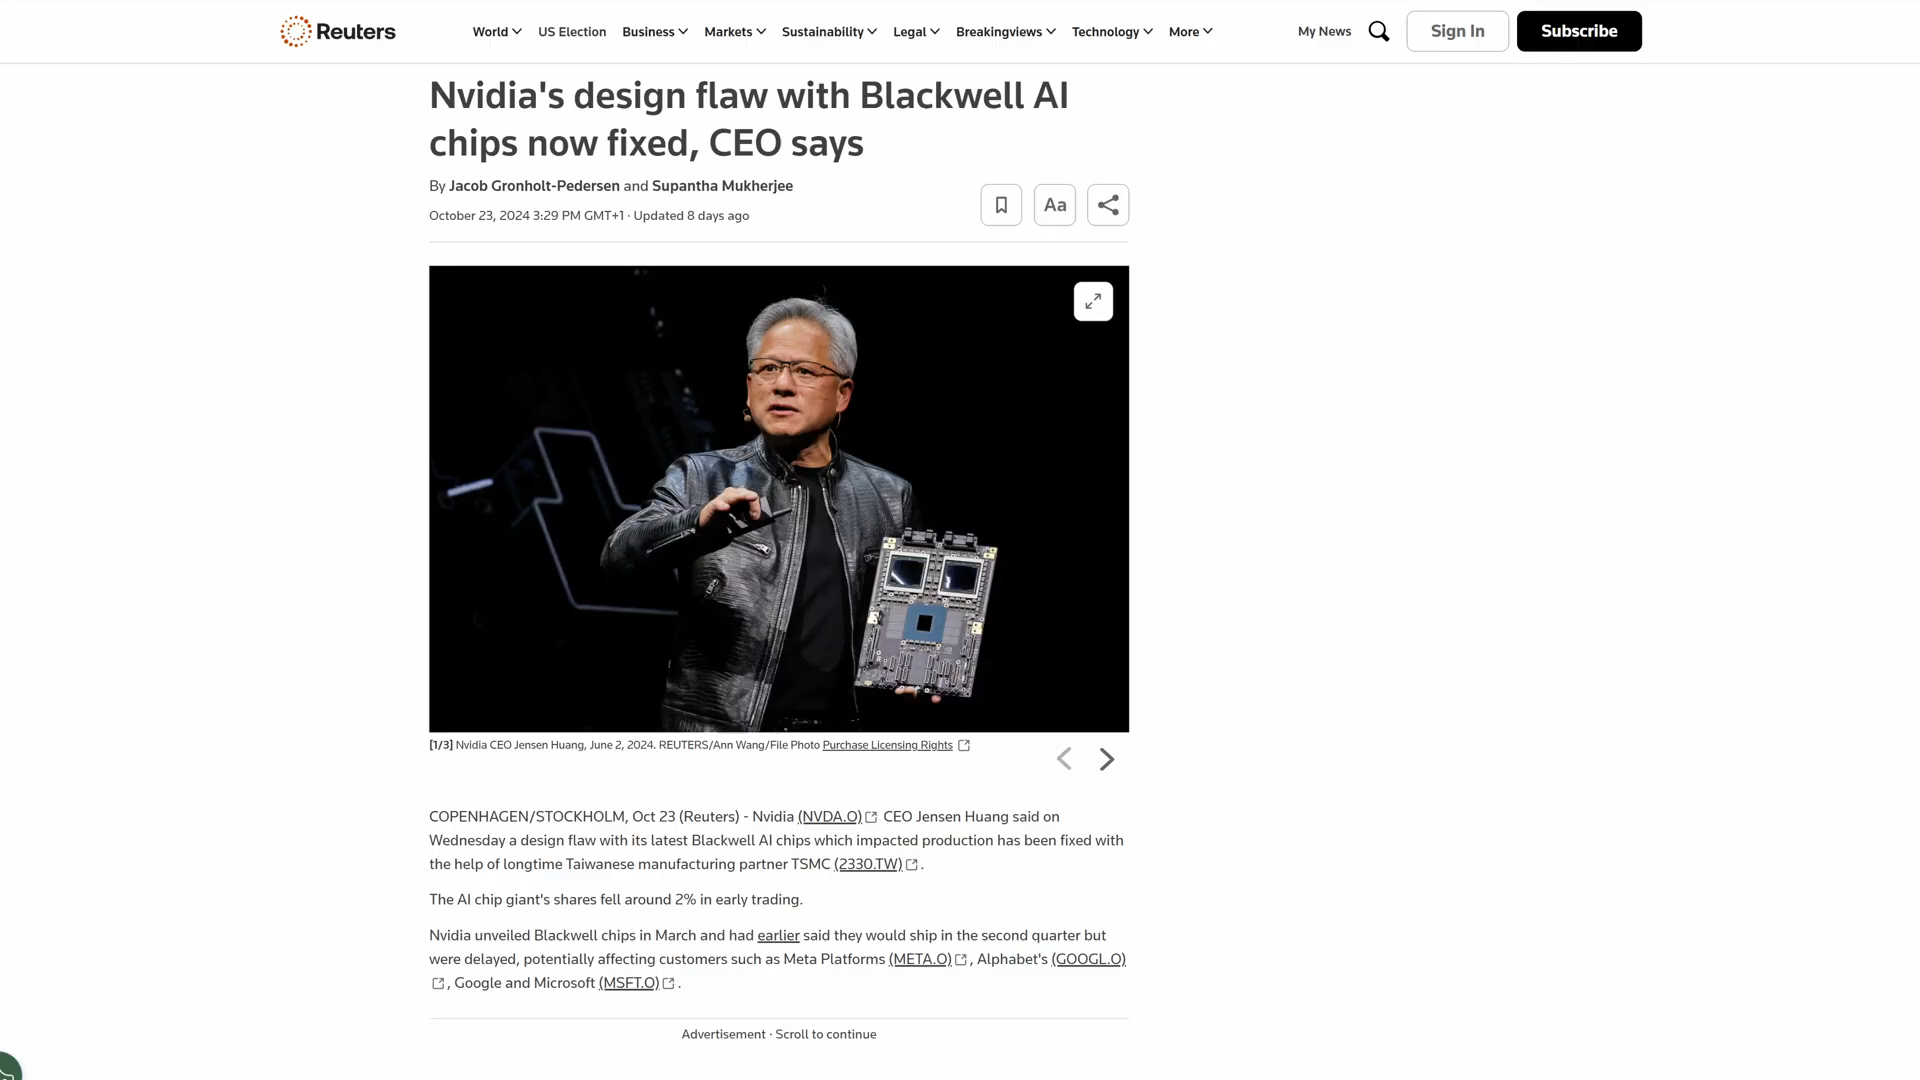 Reuters
World
US Election
Business
Markets
Sustainability
Legal
Breakingviews
Technology
More
My News
Sign In
Subscribe
Nvidia's design flaw with Blackwell AI
chips now fixed, CEO says
By Jacob Gronholt-Pedersen and Supantha Mukherjee
October 23, 2024 3:29 PM GMT+1 · Updated 8 days ago
Aa
[1/3] Nvidia CEO Jensen Huang, June 2, 2024. REUTERS/Ann Wang/File Photo Purchase Licensing Rights
COPENHAGEN/STOCKHOLM, Oct 23 (Reuters) - Nvidia (NVDA.O) CEO Jensen Huang said on
Wednesday a design flaw with its latest Blackwell AI chips which impacted production has been fixed with
the help of longtime Taiwanese manufacturing partner TSMC (2330.TW) .
The AI chip giant's shares fell around 2% in early trading.
Nvidia unveiled Blackwell chips in March and had earlier said they would ship in the second quarter but
were delayed, potentially affecting customers such as Meta Platforms (META.O) , Alphabet's (GOOGL.O)
, Google and Microsoft (MSFT.O) .
Advertisement · Scroll to continue